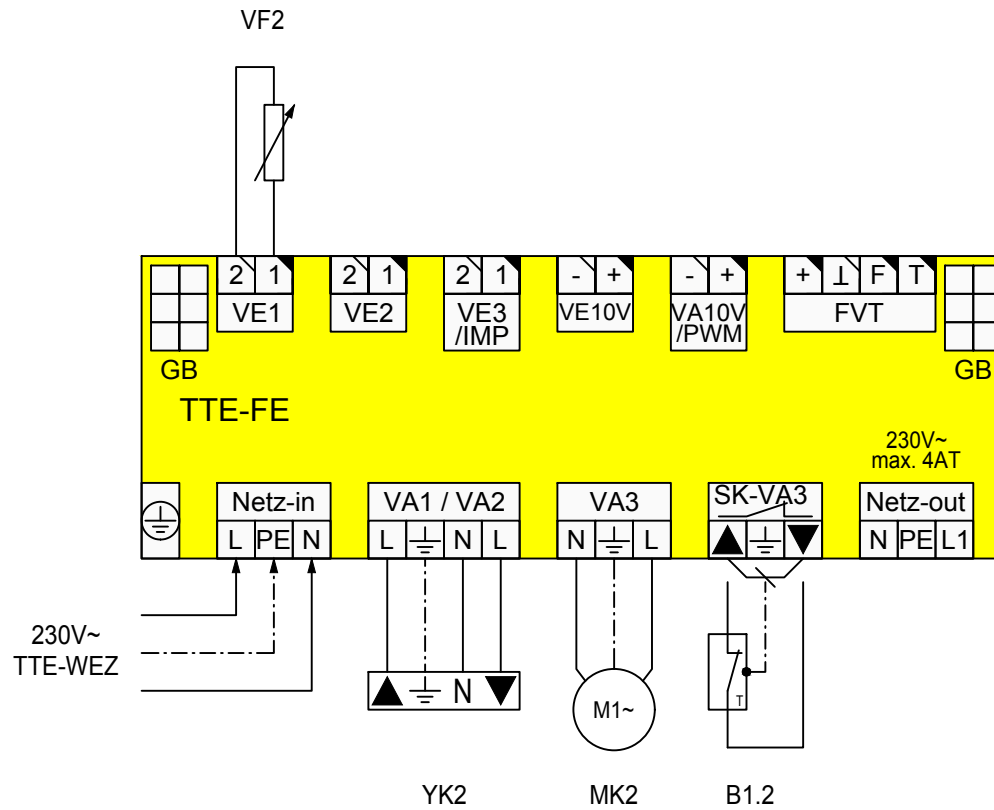 VF2
2 1 2 1 2 1 - + - + + ⊥ F T
VE1 VE2 VE3 /IMP VE10V VA10V /PWM FVT
GB GB
TTE-FE
230V~
max. 4AT
Netz-in VA1 / VA2 VA3 SK-VA3 Netz-out
L PE N L N L N L N PE L1
230V~
TTE-WEZ
N
M1~
T
YK2 MK2 B1.2